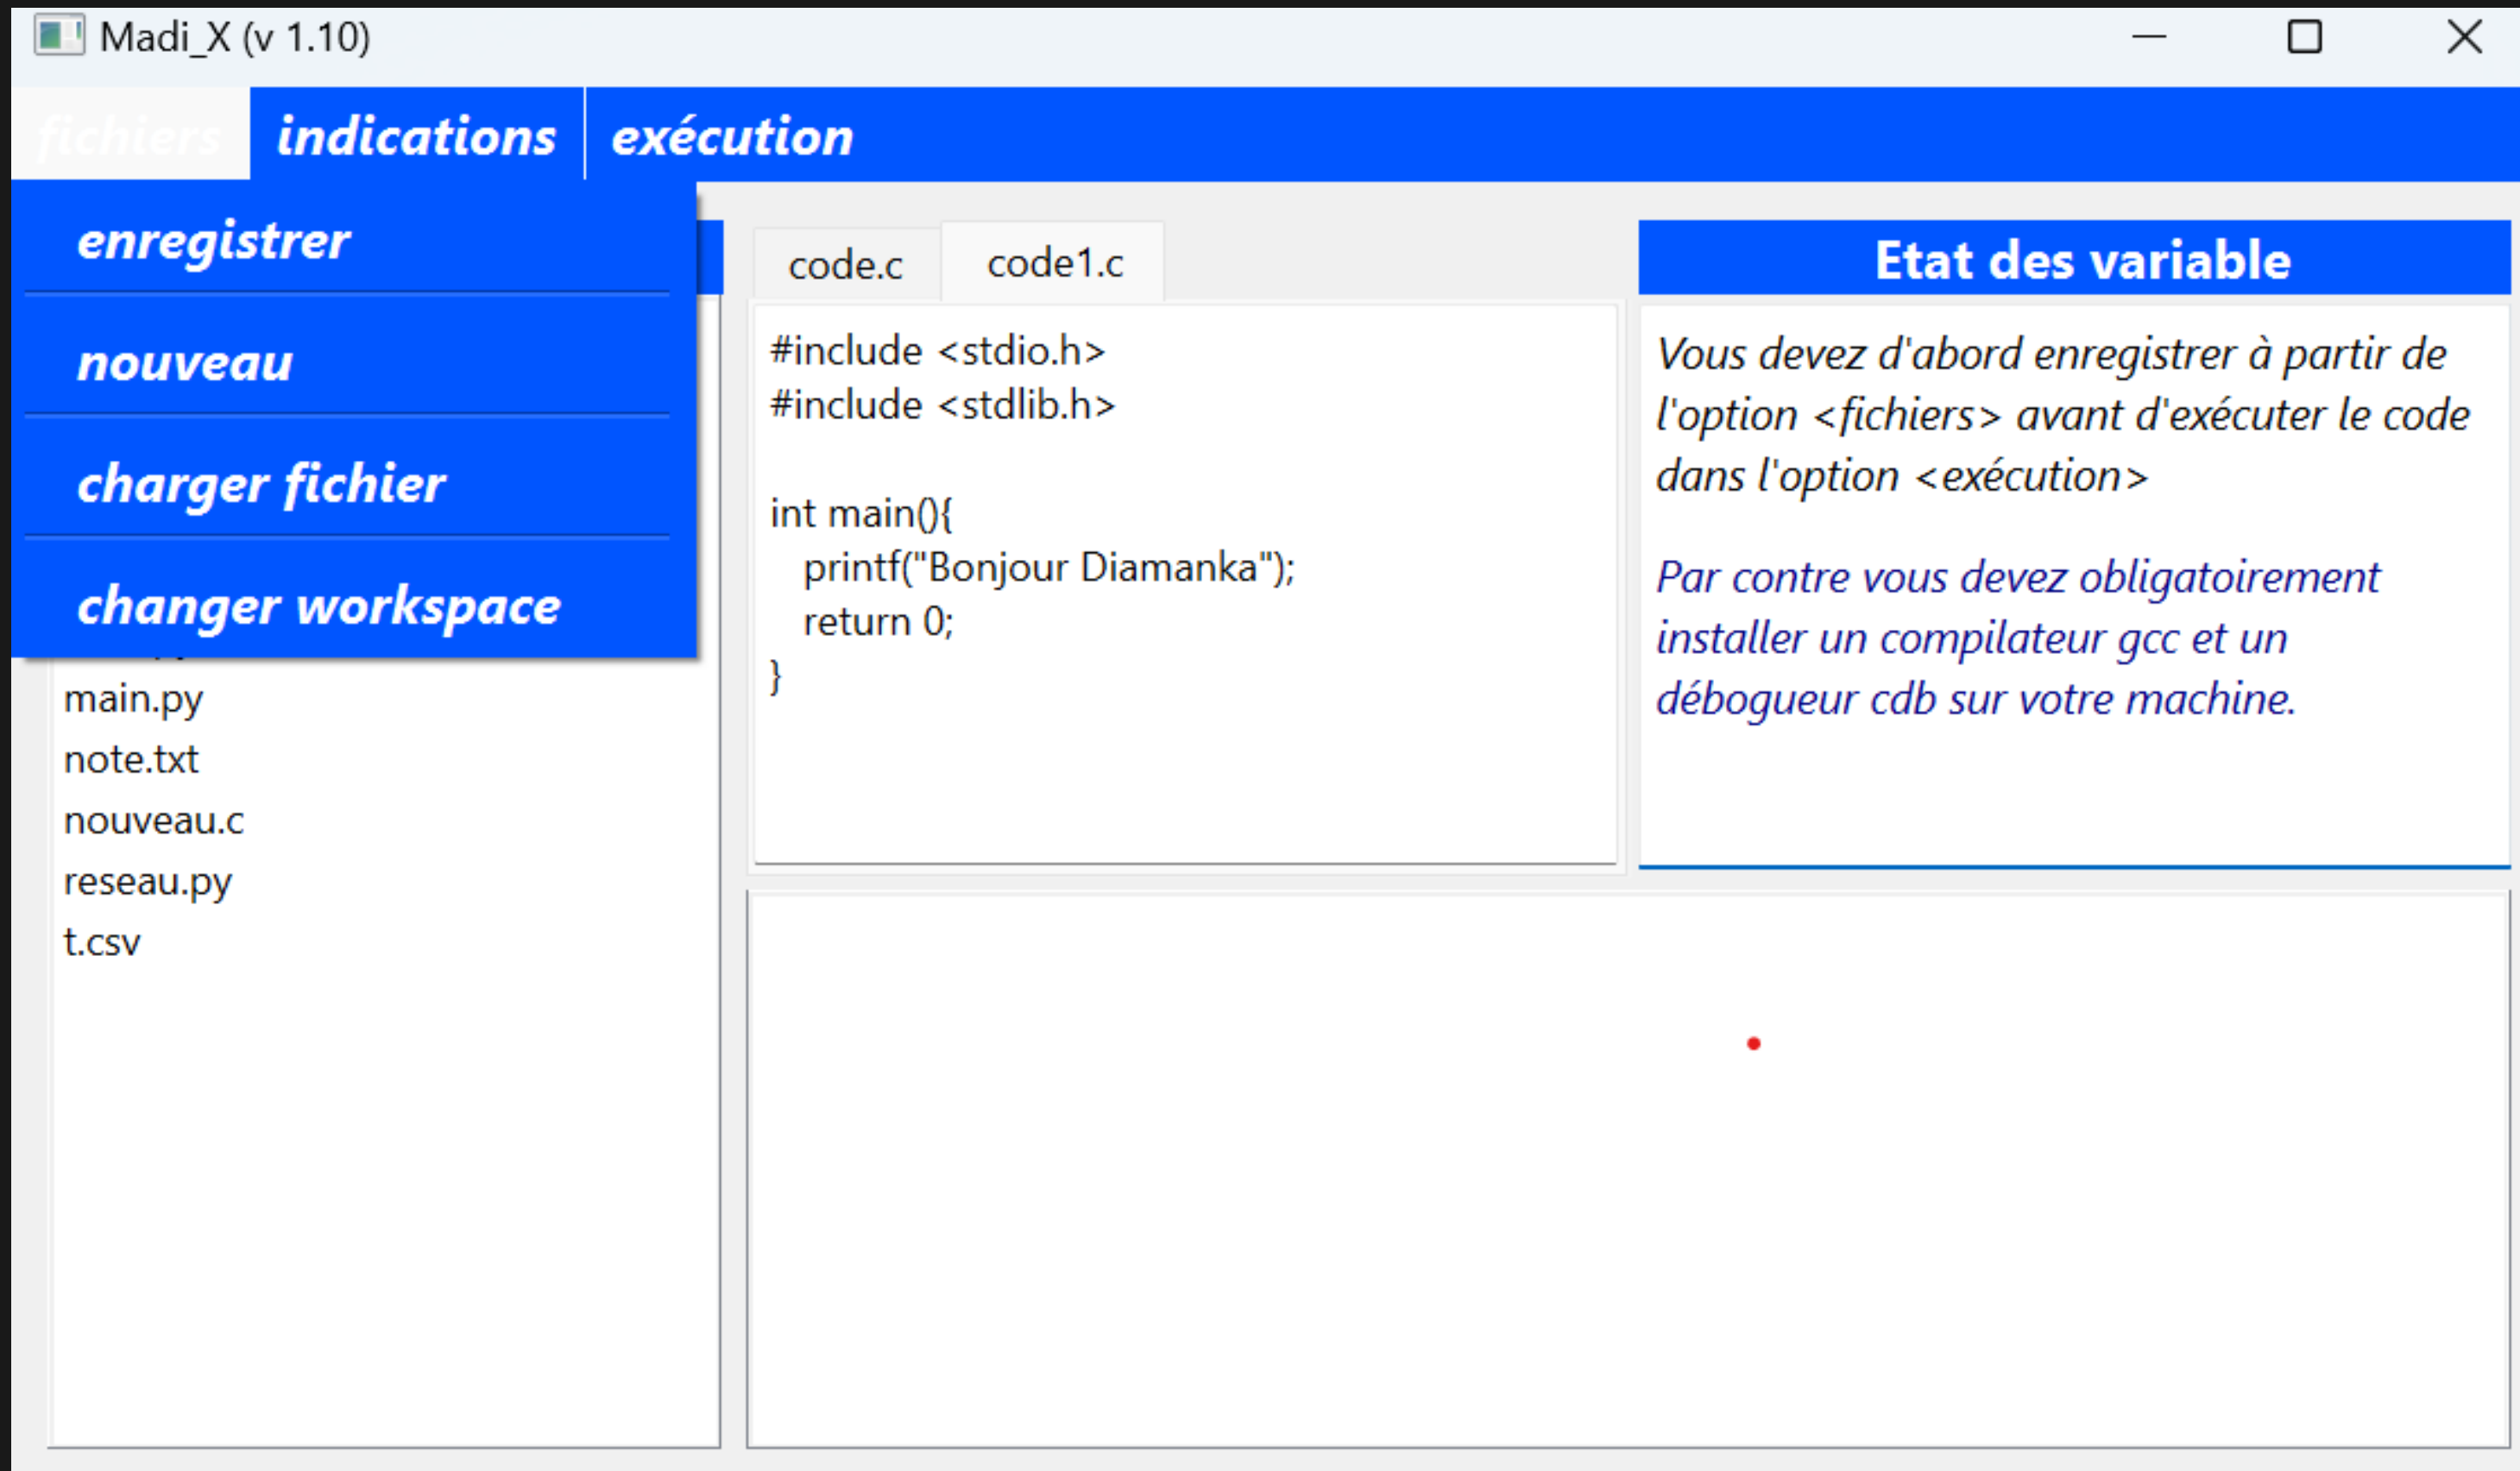 Madi_X (v 1.10)
fichiers indications exécution
enregistrer
nouveau
charger fichier
changer workspace
main.py
note.txt
nouveau.c
reseau.py
t.csv
code.c code1.c
#include <stdio.h>
#include <stdlib.h>
int main(){
printf("Bonjour Diamanka");
return 0;
}
Etat des variable
Vous devez d'abord enregistrer à partir de
l'option <fichiers> avant d'exécuter le code
dans l'option <exécution>
Par contre vous devez obligatoirement
installer un compilateur gcc et un
débogueur cdb sur votre machine.